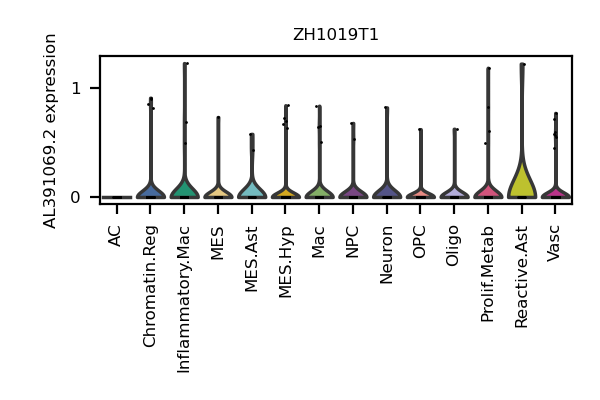 ZH1019T1
AL391069.2 expression
1
0
AC
Chromatin.Reg
Inflammatory.Mac
MES
MES.Ast
MES.Hyp
Mac
NPC
Neuron
OPC
Oligo
Prolif.Metab
Reactive.Ast
Vasc